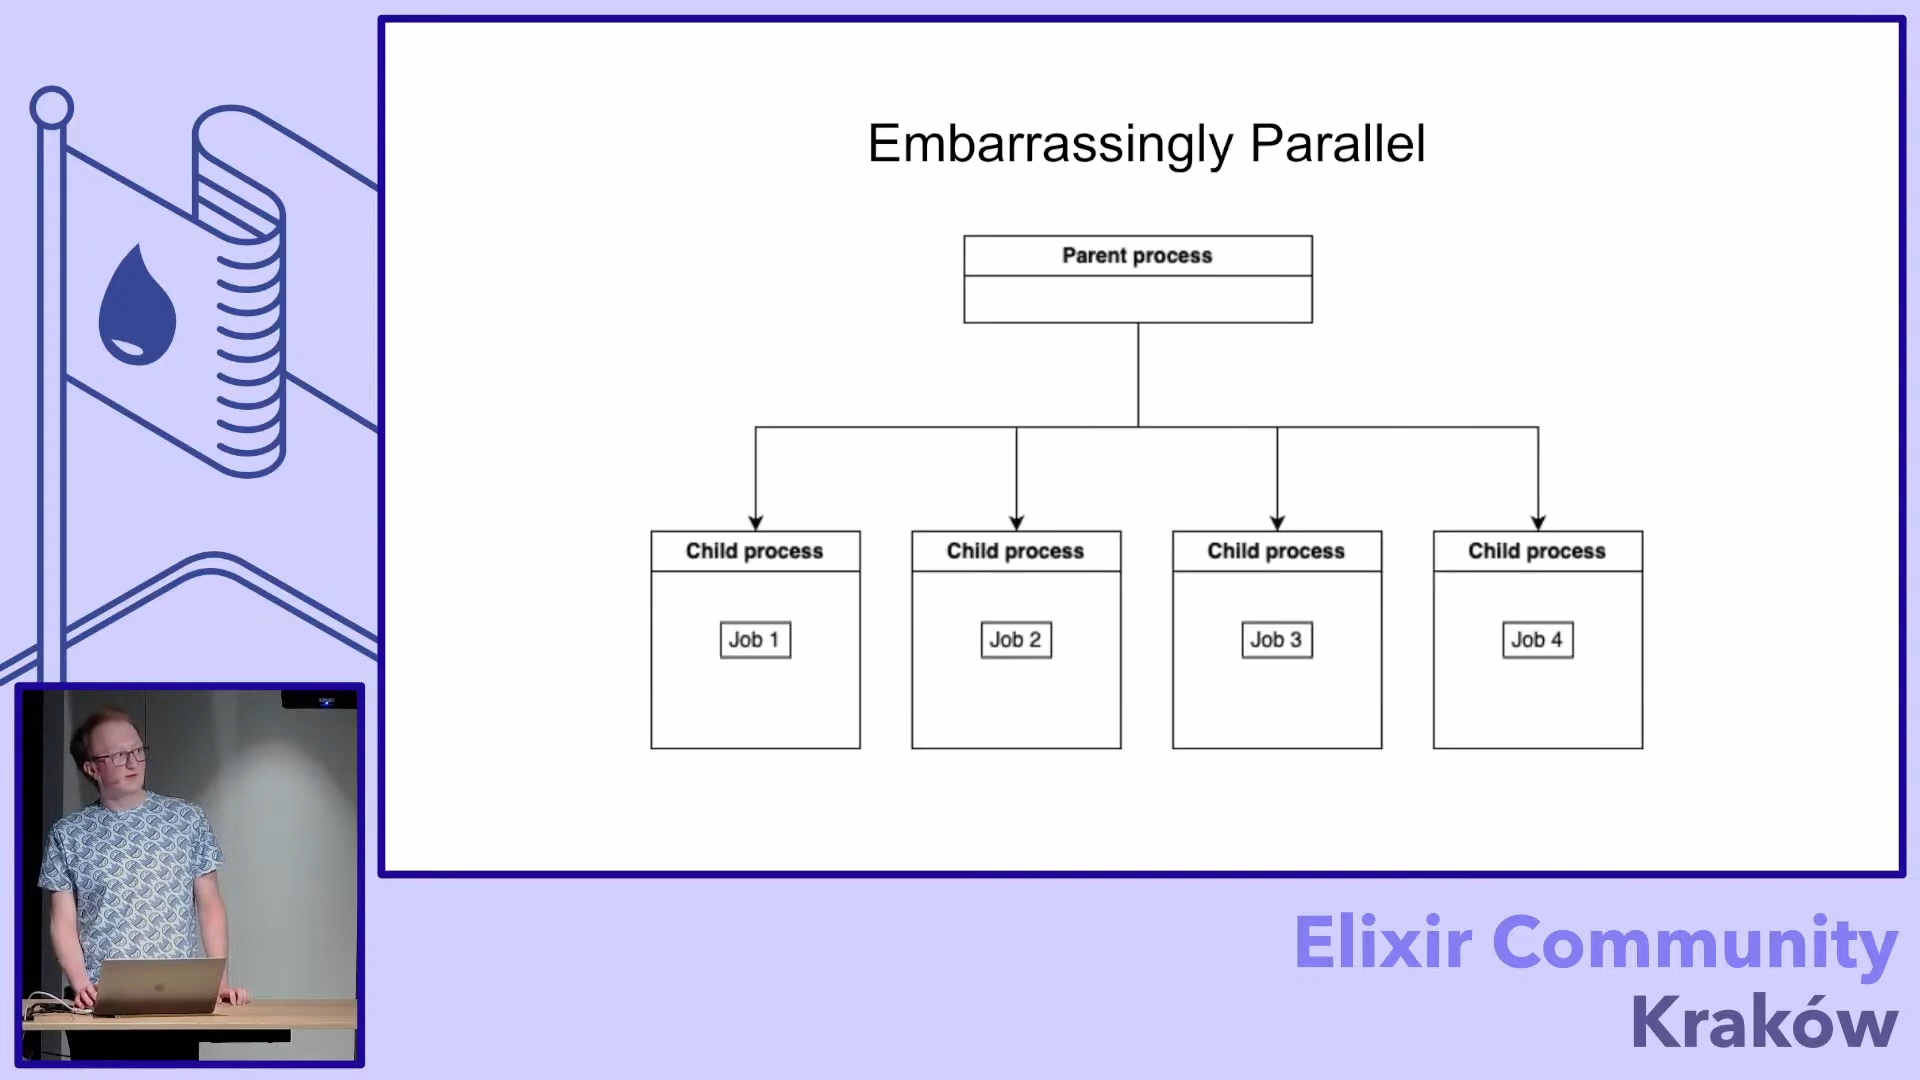 Embarrassingly Parallel
Parent process
Child process
Child process
Child process
Child process
Job 1
Job 2
Job 3
Job 4
Elixir Community
Kraków